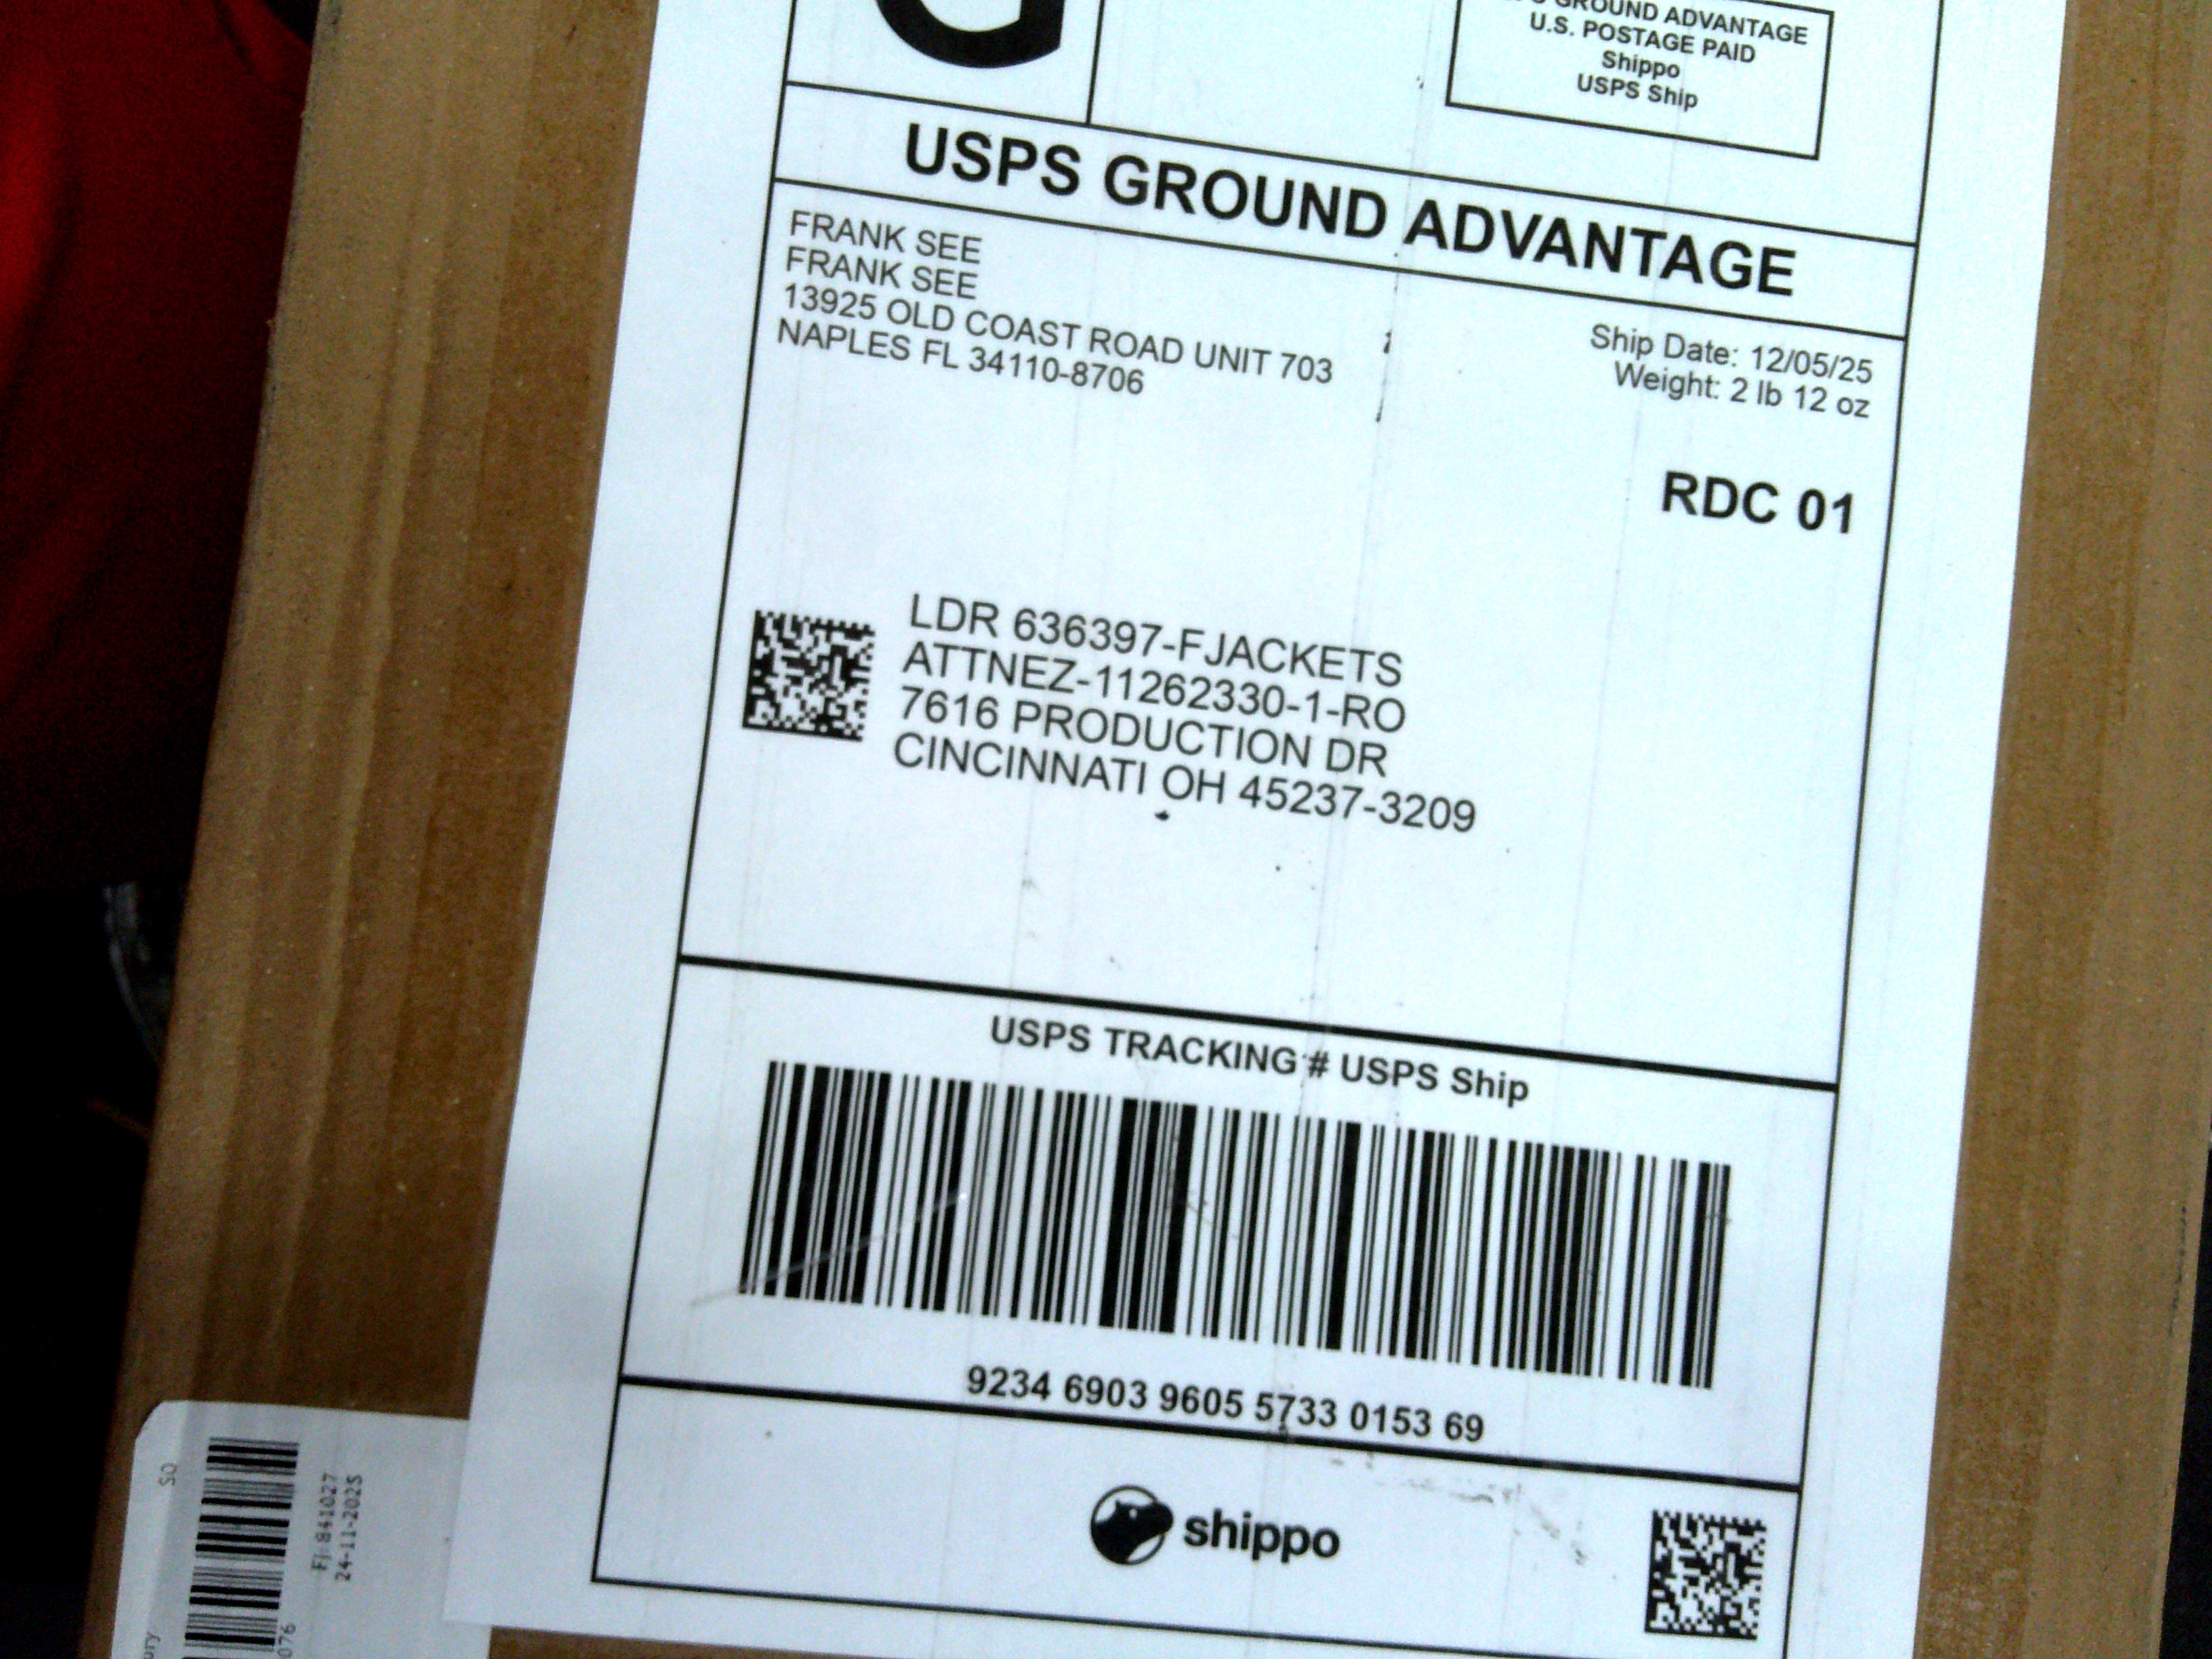 G
GROUND ADVANTAGE
U.S. POSTAGE PAID
Shippo
USPS Ship
USPS GROUND ADVANTAGE
FRANK SEE
FRANK SEE
13925 OLD COAST ROAD UNIT 703
NAPLES FL 34110-8706
Ship Date: 12/05/25
Weight: 2 lb 12 oz
RDC 01
LDR 636397-FJACKETS
ATTNEZ-11262330-1-RO
7616 PRODUCTION DR
CINCINNATI OH 45237-3209
USPS TRACKING # USPS Ship
9234 6903 9605 5733 0153 69
shippo
FJ 841027
24-11-2025